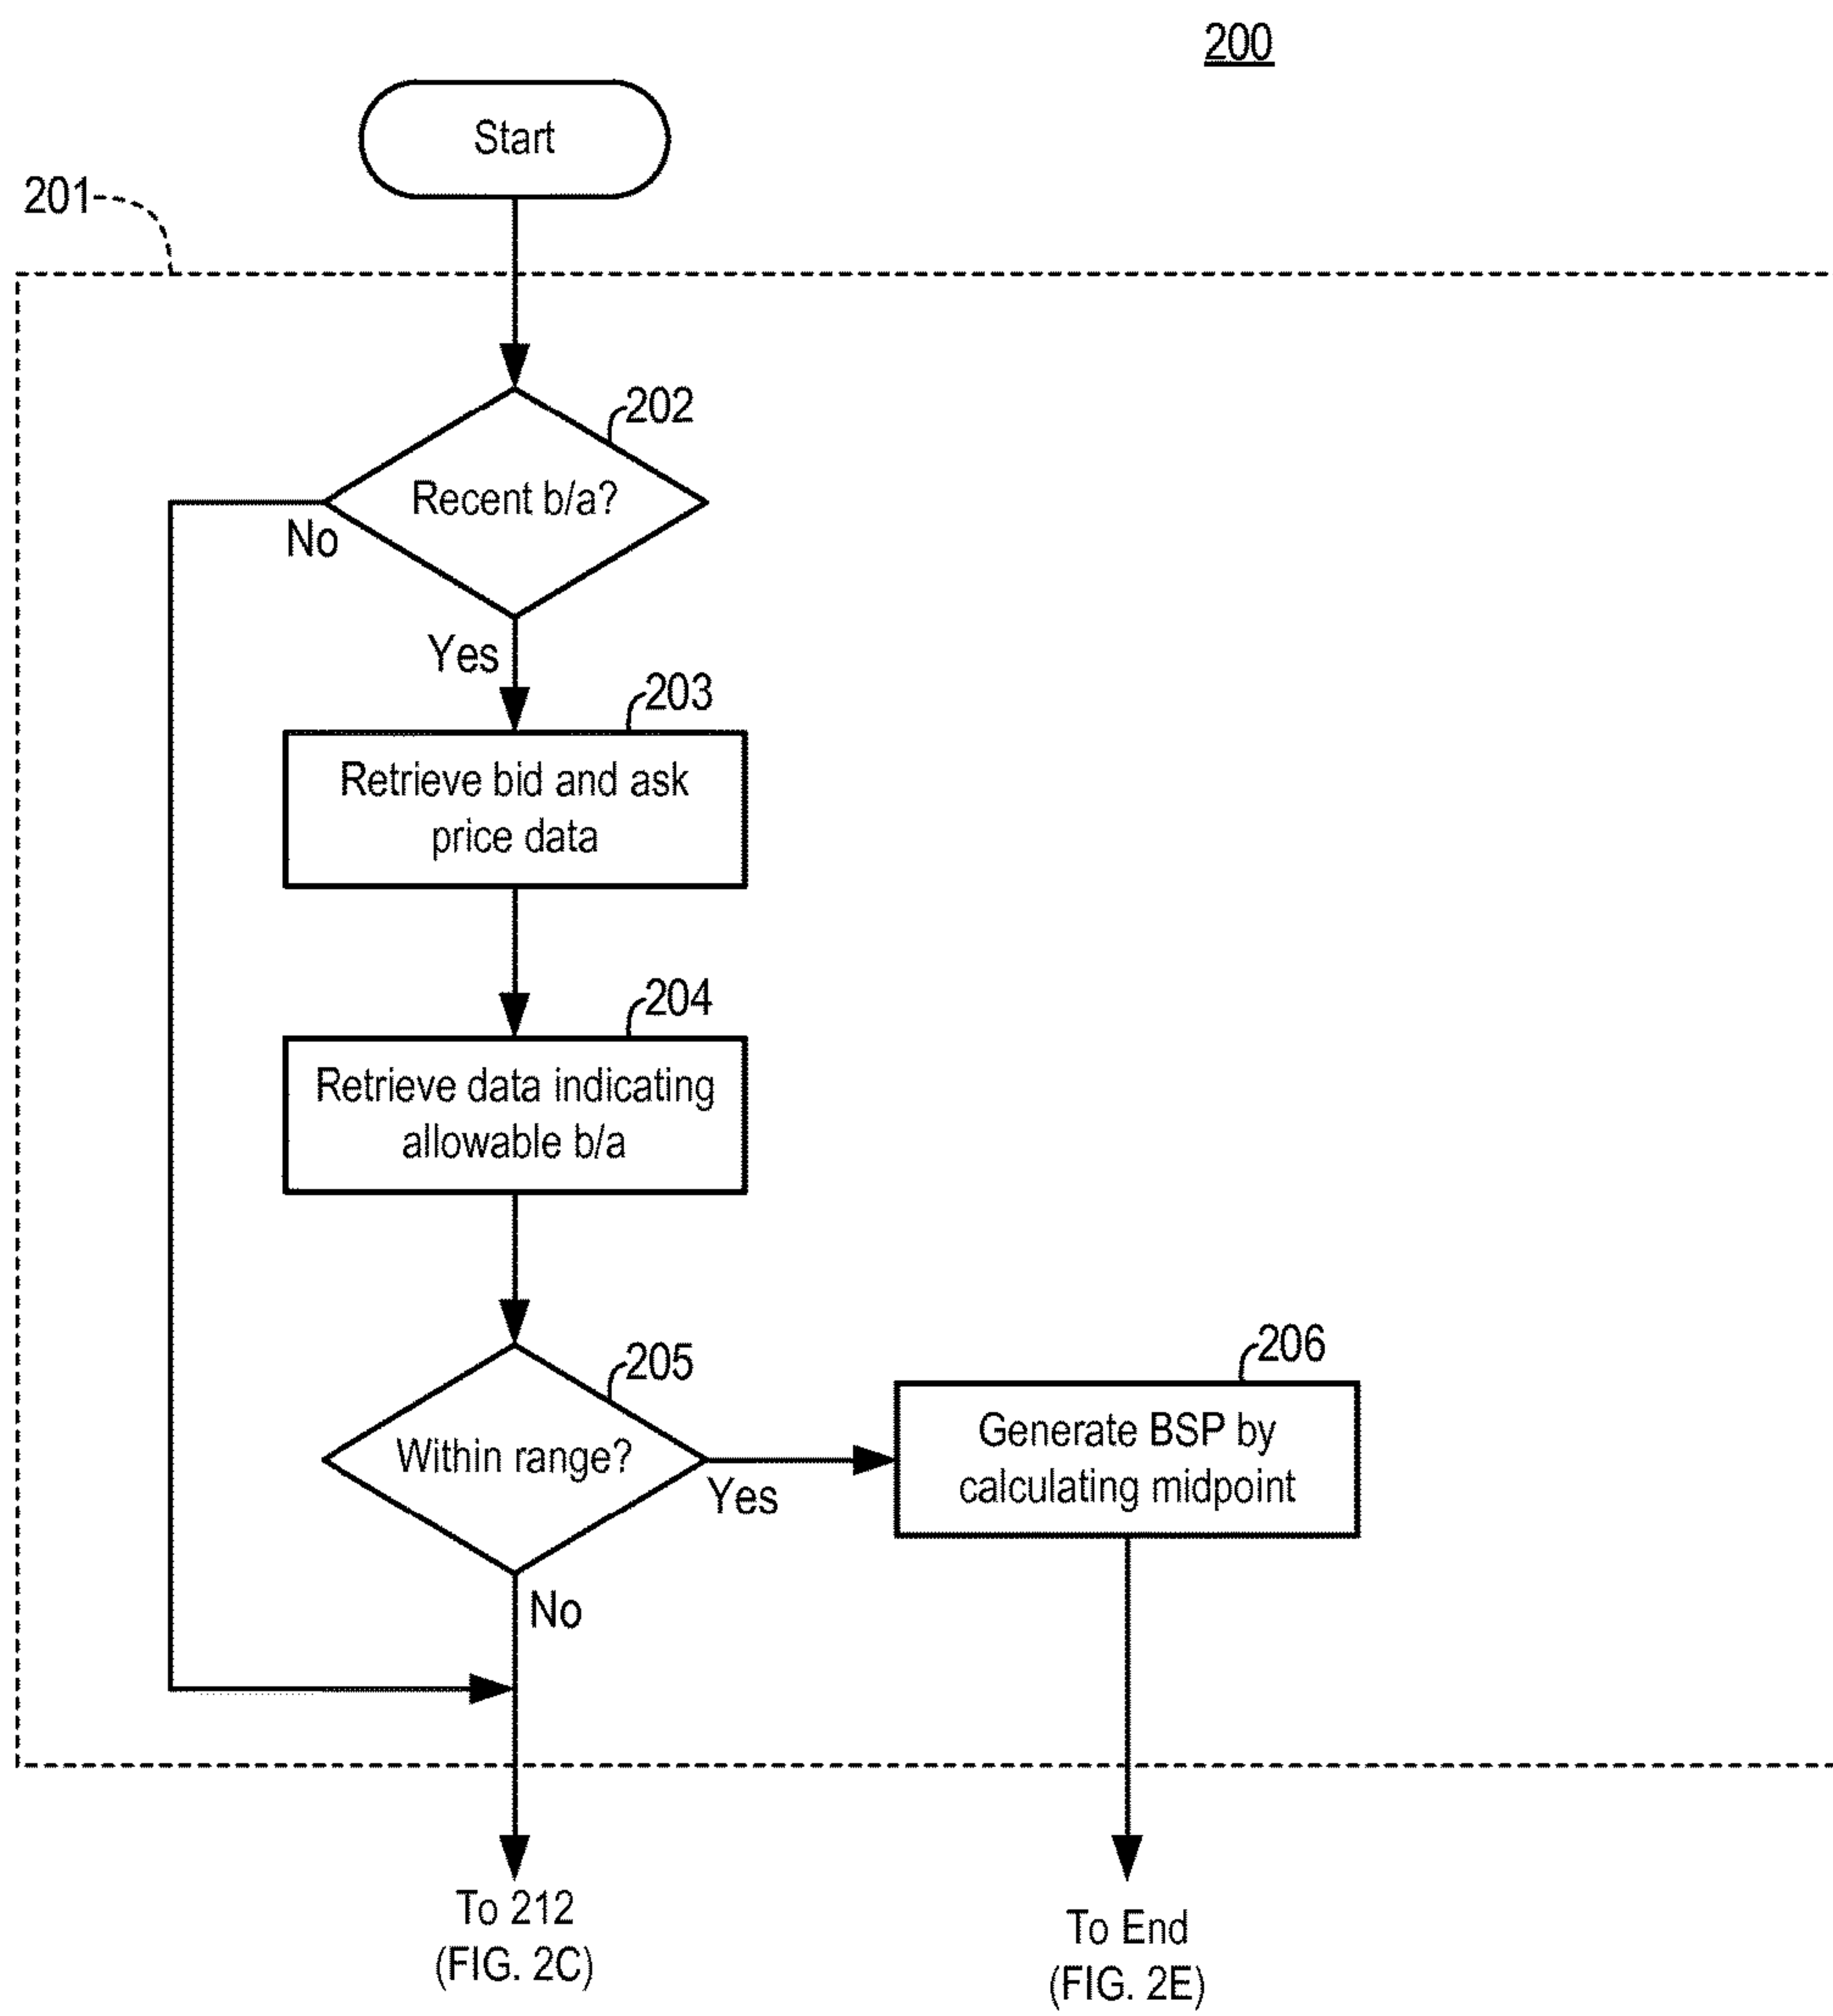 200
Start
201
202
Recent b/a?
No
Yes
203
Retrieve bid and ask
price data
204
Retrieve data indicating
allowable b/a
205
Within range?
Yes
206
Generate BSP by
calculating midpoint
No
To 212
(FIG. 2C)
To End
(FIG. 2E)